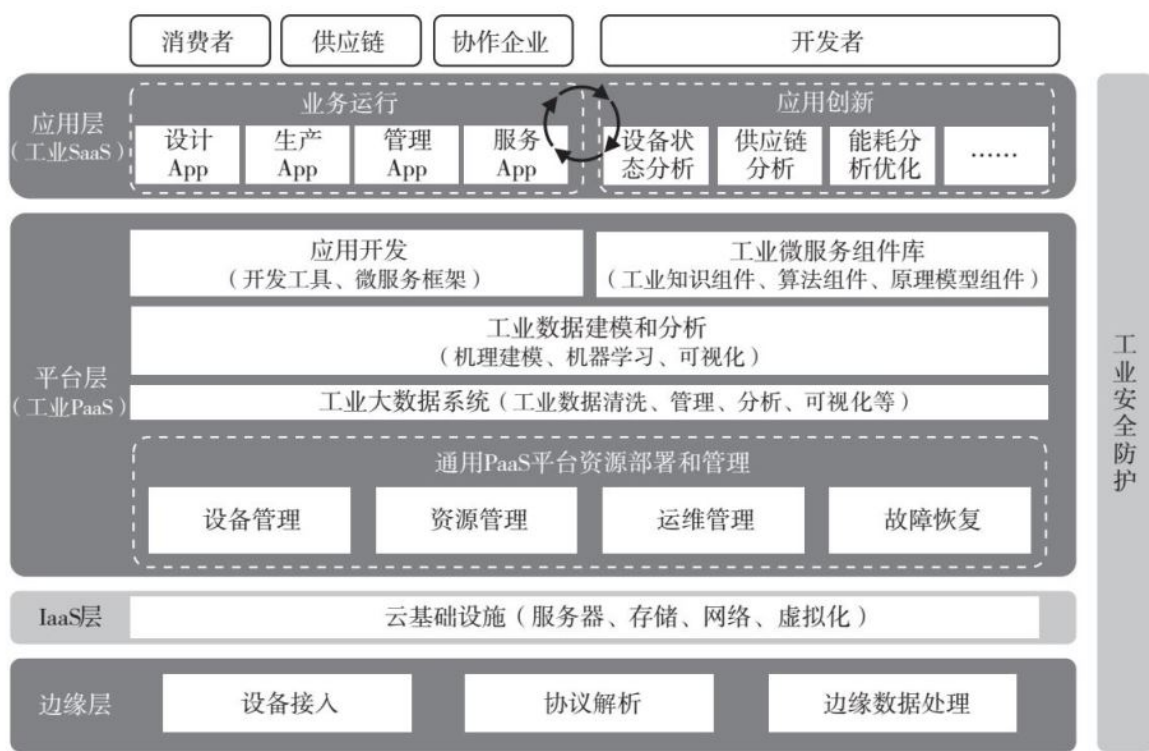 消费者
供应链
协作企业
开发者
应用层
（工业SaaS）
业务运行
设计
App
生产
App
管理
App
服务
App
应用创新
设备状
态分析
供应链
分析
能耗分
析优化
……
平台层
（工业PaaS）
应用开发
（开发工具、微服务框架）
工业微服务组件库
（工业知识组件、算法组件、原理模型组件）
工业数据建模和分析
（机理建模、机器学习、可视化）
工业大数据系统（工业数据清洗、管理、分析、可视化等）
通用PaaS平台资源部署和管理
设备管理
资源管理
运维管理
故障恢复
IaaS层
云基础设施（服务器、存储、网络、虚拟化）
边缘层
设备接入
协议解析
边缘数据处理
工业安全防护